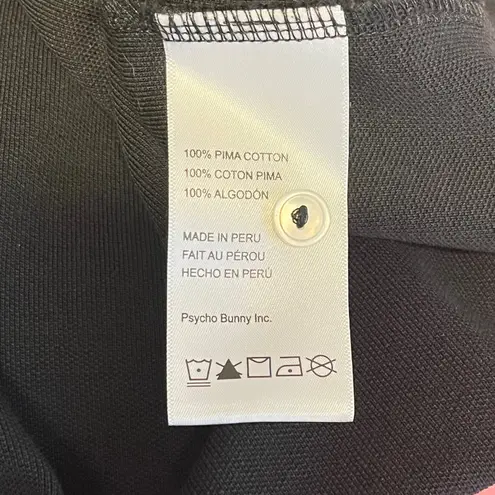 100% PIMA COTTON
100% COTON PIMA
100% ALGODÓN
MADE IN PERU
FAIT AU PÉROU
HECHO EN PERÚ
Psycho Bunny Inc.